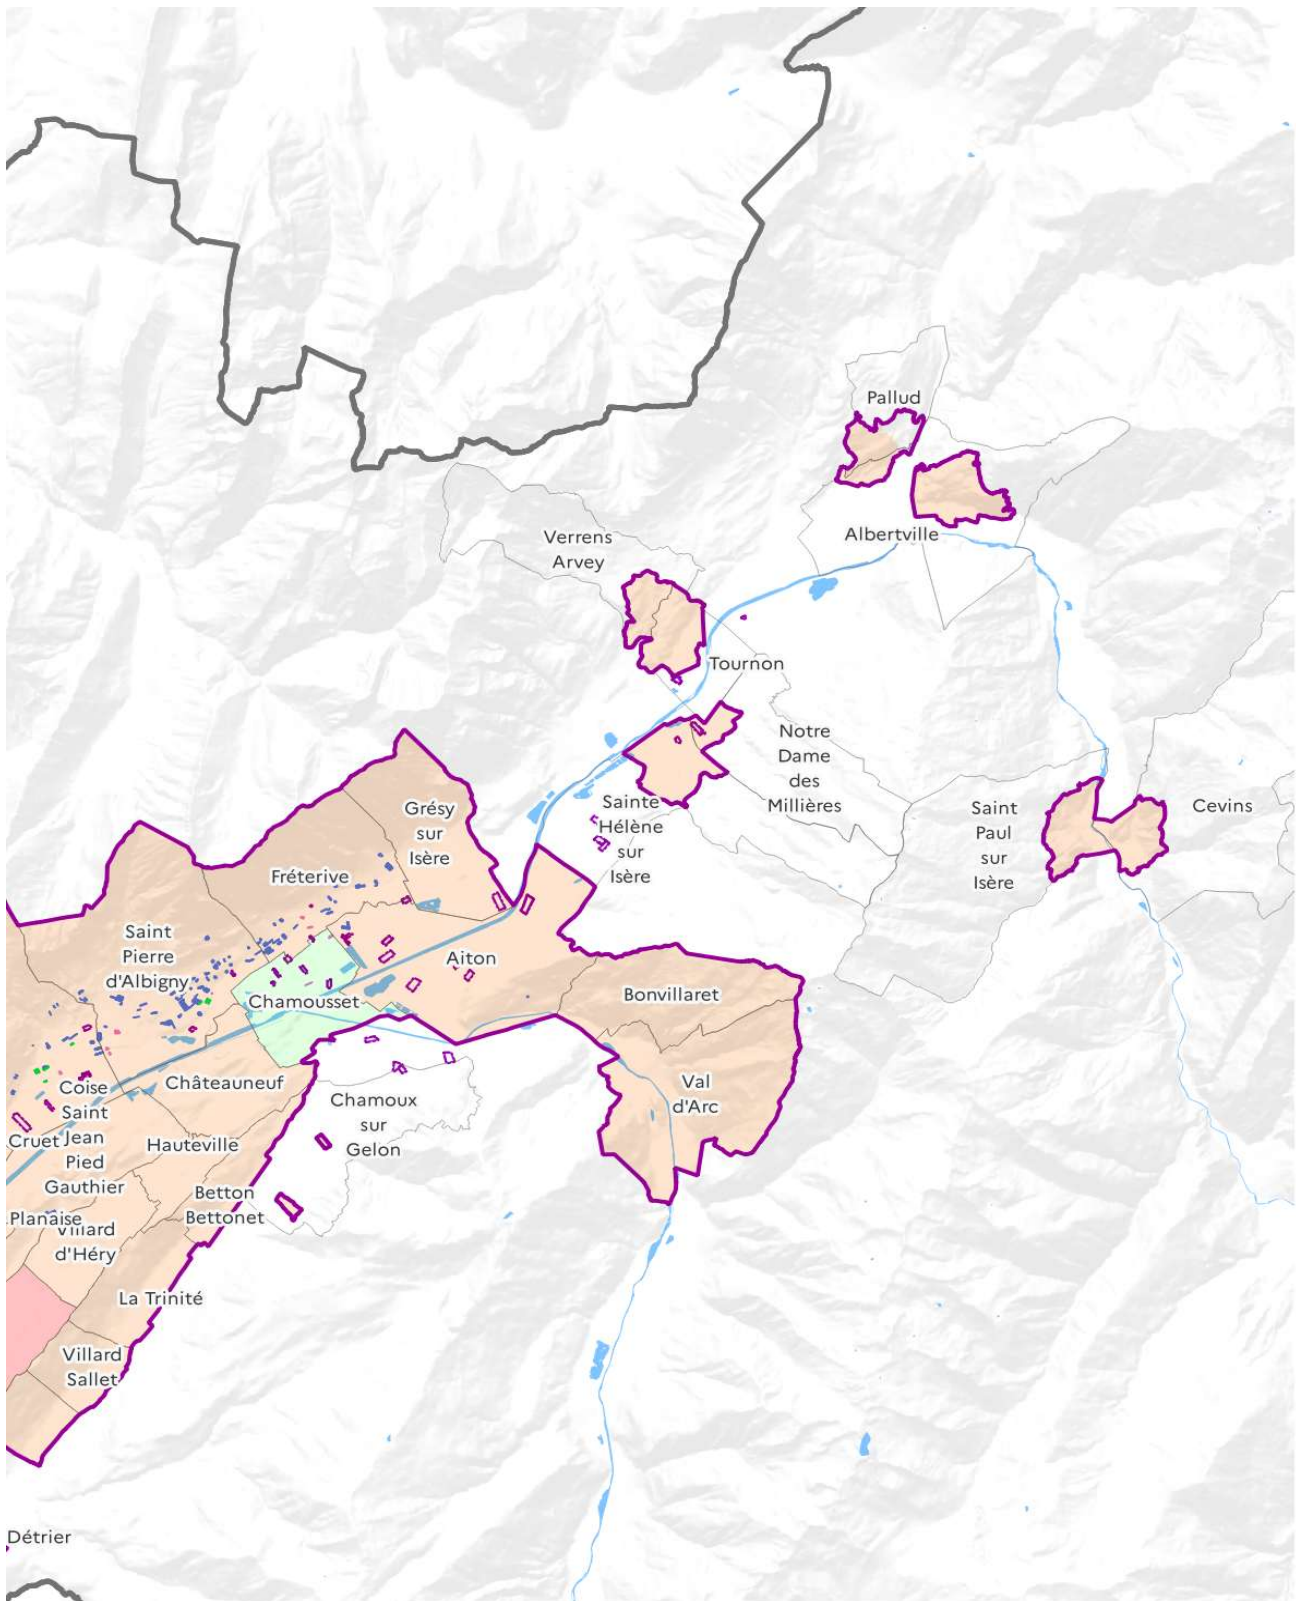 Pallud
Albertville
Verrens
Arvey
Tournon
Notre
Dame
des
Millières
Sainte
Hélène
sur
Isère
Saint
Paul
sur
Isère
Cevins
Grésy
sur
Isère
Fréterive
Saint
Pierre
d'Albigny
Aiton
Chamousset
Bonvillaret
Val
d'Arc
Châteauneuf
Chamoux
sur
Gelon
Coise
Saint
Jean
Pied
Gauthier
Cruet
Hauteville
Betton
Bettonet
Planaise
Villard
d'Héry
La Trinité
Villard
Sallet
Détrier